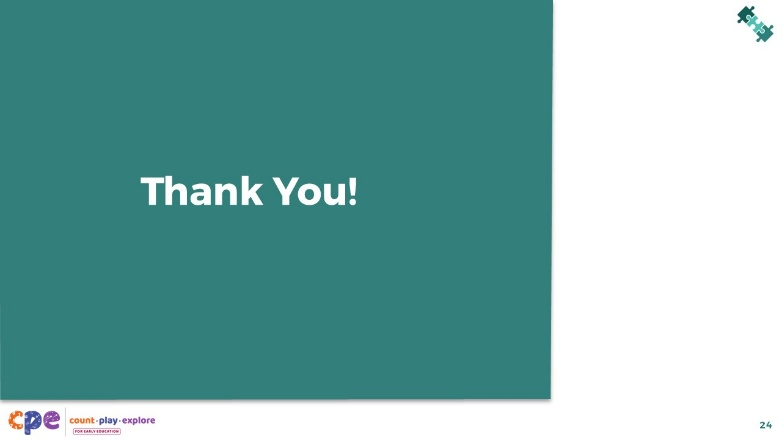 Thank You!
cpe
count·play·explore
FOR EARLY EDUCATION
24